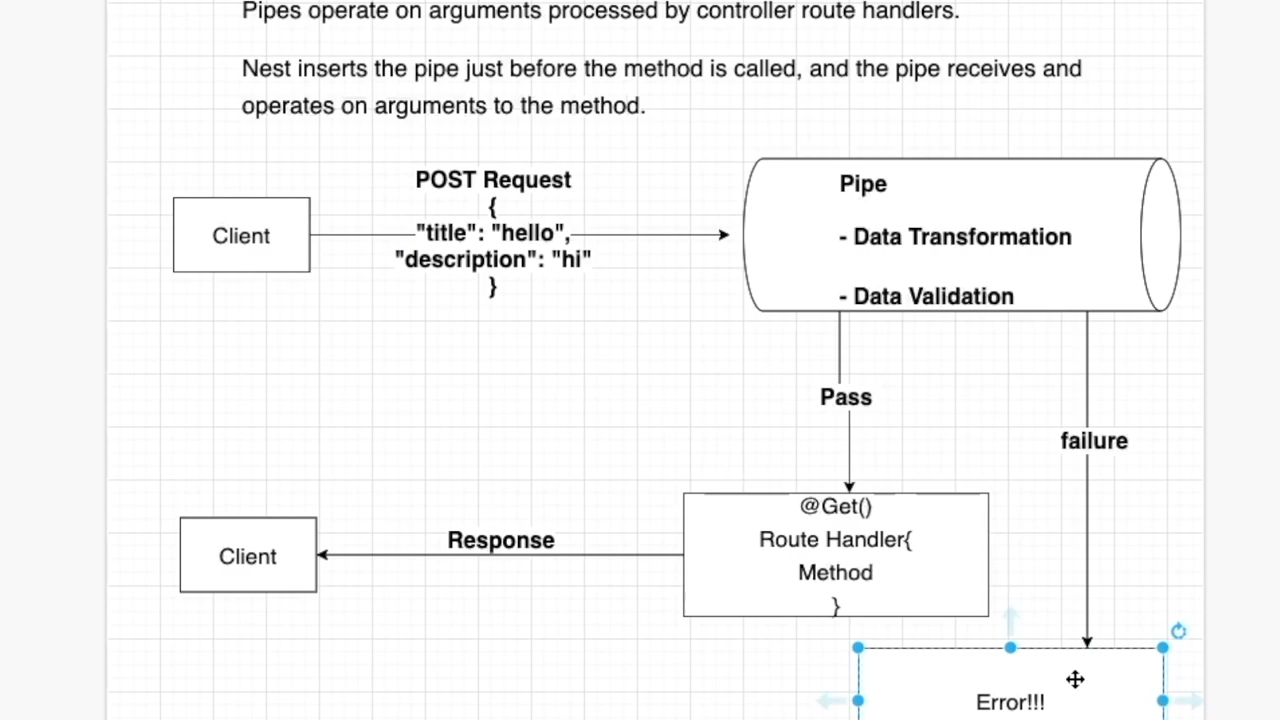 Pipes operate on arguments processed by controller route handlers.
Nest inserts the pipe just before the method is called, and the pipe receives and
operates on arguments to the method.
POST Request
{
"title": "hello",
"description": "hi"
}
Client
Pipe
- Data Transformation
- Data Validation
Pass
failure
@Get()
Route Handler{
Method
}
Response
Client
Error!!!